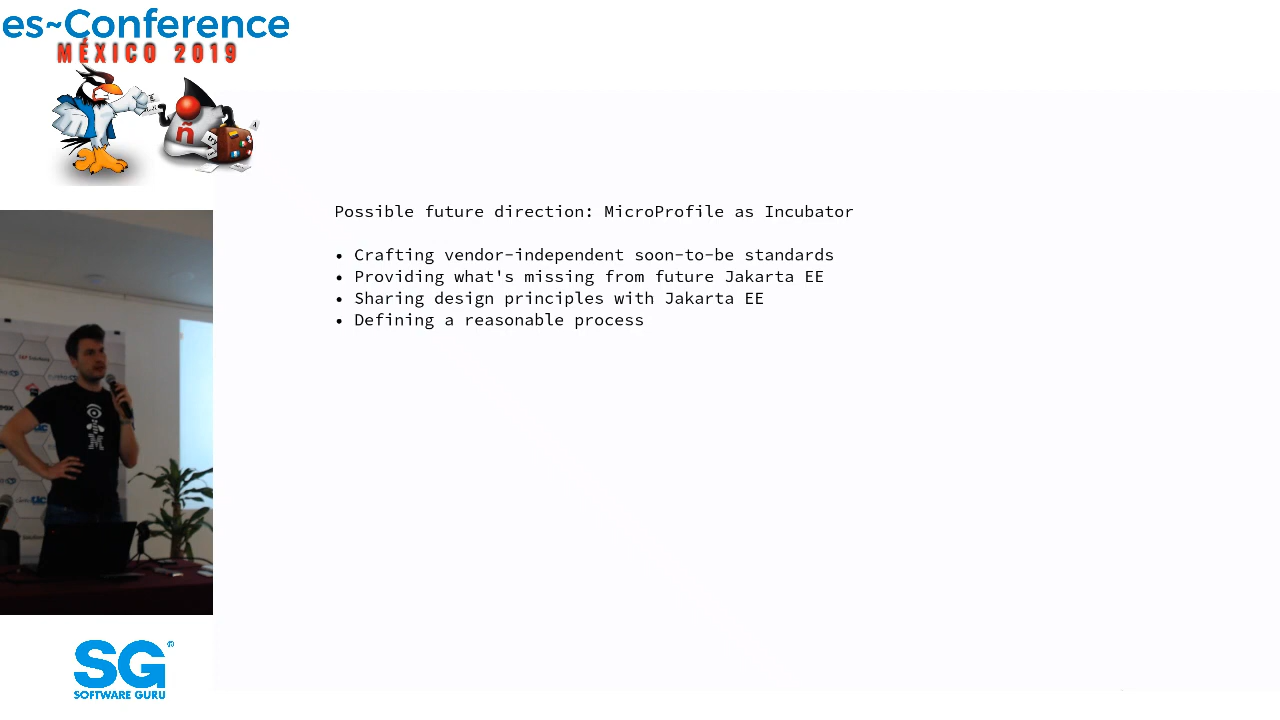 es~Conference
MÉXICO 2019
ñ
Possible future direction: MicroProfile as Incubator
• Crafting vendor-independent soon-to-be standards
• Providing what's missing from future Jakarta EE
• Sharing design principles with Jakarta EE
• Defining a reasonable process
SG®
SOFTWARE GURU